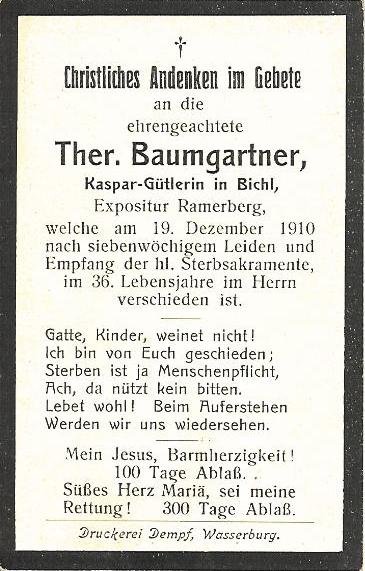 †
Christliches Andenken im Gebete
an die
ehrengeachtete
Ther. Baumgartner,
Kaspar-Gütlerin in Bichl,
Expositur Ramerberg,
welche am 19. Dezember 1910
nach siebenwöchigem Leiden und
Empfang der hl. Sterbsakramente,
im 36. Lebensjahre im Herrn
verschieden ist.
Gatte, Kinder, weinet nicht!
Ich bin von Euch geschieden;
Sterben ist ja Menschenpflicht,
Ach, da nützt kein bitten.
Lebet wohl! Beim Auferstehen
Werden wir uns wiedersehen.
Mein Jesus, Barmherzigkeit!
100 Tage Ablaß.
Süßes Herz Mariä, sei meine
Rettung! 300 Tage Ablaß.
Druckerei Dempf, Wasserburg.